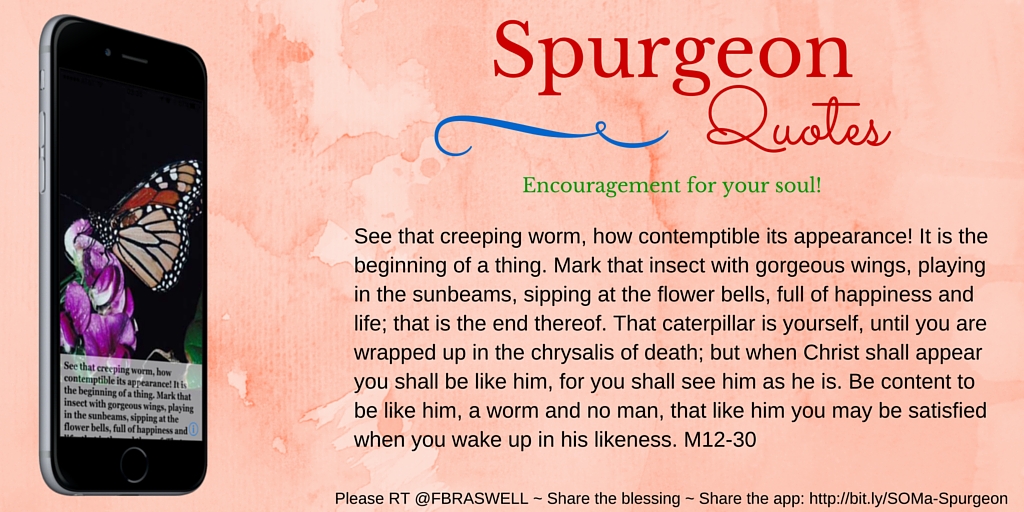 Spurgeon
Quotes
Encouragement for your soul!
See that creeping worm, how contemptible its appearance! It is the
beginning of a thing. Mark that insect with gorgeous wings, playing
in the sunbeams, sipping at the flower bells, full of happiness and
life; that is the end thereof. That caterpillar is yourself, until you are
wrapped up in the chrysalis of death; but when Christ shall appear
you shall be like him, for you shall see him as he is. Be content to
be like him, a worm and no man, that like him you may be satisfied
when you wake up in his likeness. M12-30
See that creeping worm, how
contemptible its appearance! It is
the beginning of a thing. Mark that
insect with gorgeous wings, playing
in the sunbeams, sipping at the
flower bells, full of happiness and
Please RT @FBRASWELL ~ Share the blessing ~ Share the app: http://bit.ly/SOMa-Spurgeon